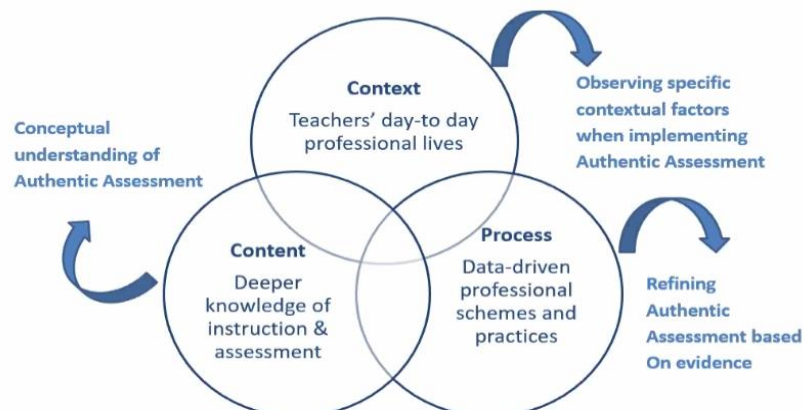 Context
Teachers' day-to day
professional lives
Observing specific
contextual factors
when implementing
Authentic Assessment
Conceptual
understanding of
Authentic Assessment
Content
Deeper
knowledge of
instruction &
assessment
Process
Data-driven
professional
schemes and
practices
Refining
Authentic
Assessment based
On evidence